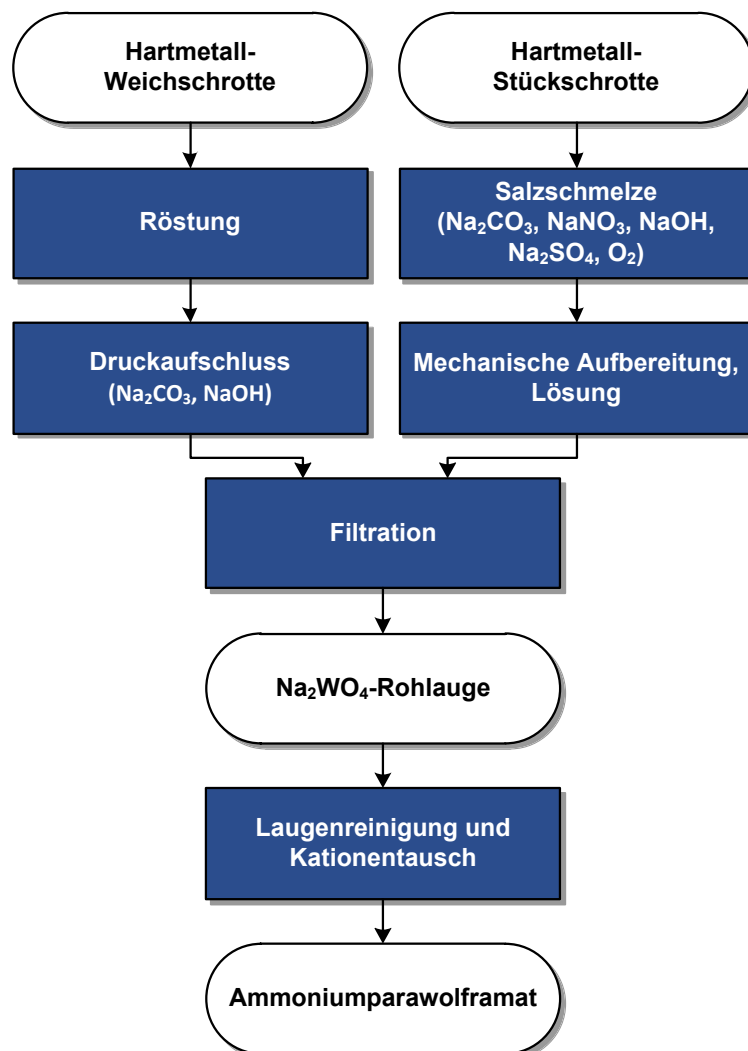 Hartmetall-
Weichschrotte
Hartmetall-
Stückschrotte
Röstung
Salzschmelze
(Na₂CO₃, NaNO₃, NaOH,
Na₂SO₄, O₂)
Druckaufschluss
(Na₂CO₃, NaOH)
Mechanische Aufbereitung,
Lösung
Filtration
Na₂WO₄-Rohlauge
Laugenreinigung und
Kationentausch
Ammoniumparawolframat